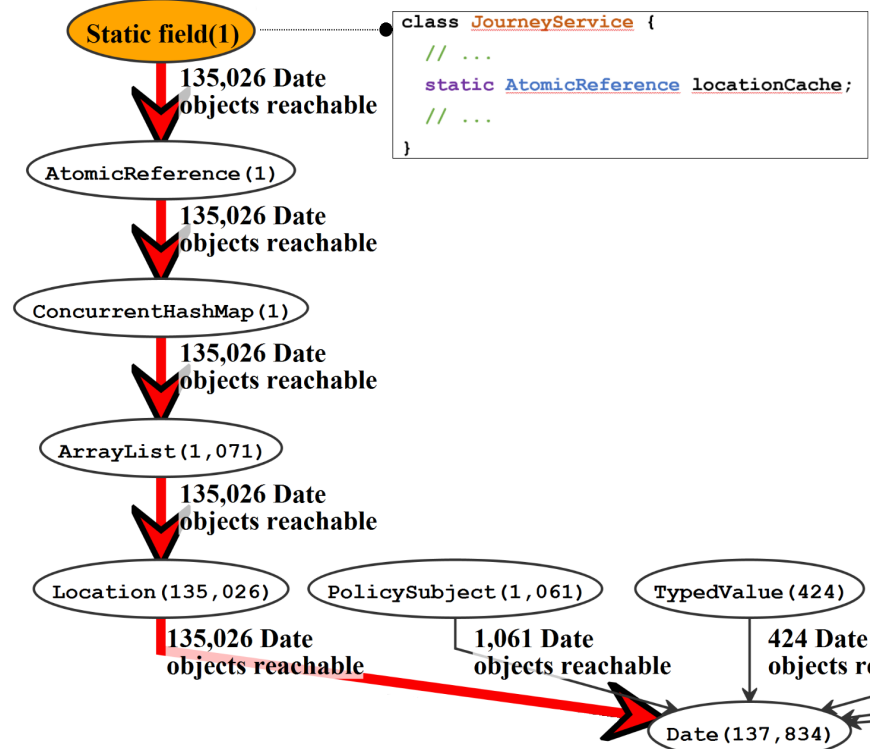 Static field(1)
class JourneyService {
// ...
static AtomicReference locationCache;
// ...
}
135,026 Date
objects reachable
AtomicReference(1)
135,026 Date
objects reachable
ConcurrentHashMap(1)
135,026 Date
objects reachable
ArrayList(1,071)
135,026 Date
objects reachable
Location(135,026)
PolicySubject(1,061)
TypedValue(424)
135,026 Date
objects reachable
1,061 Date
objects reachable
424 Date
objects re
Date(137,834)